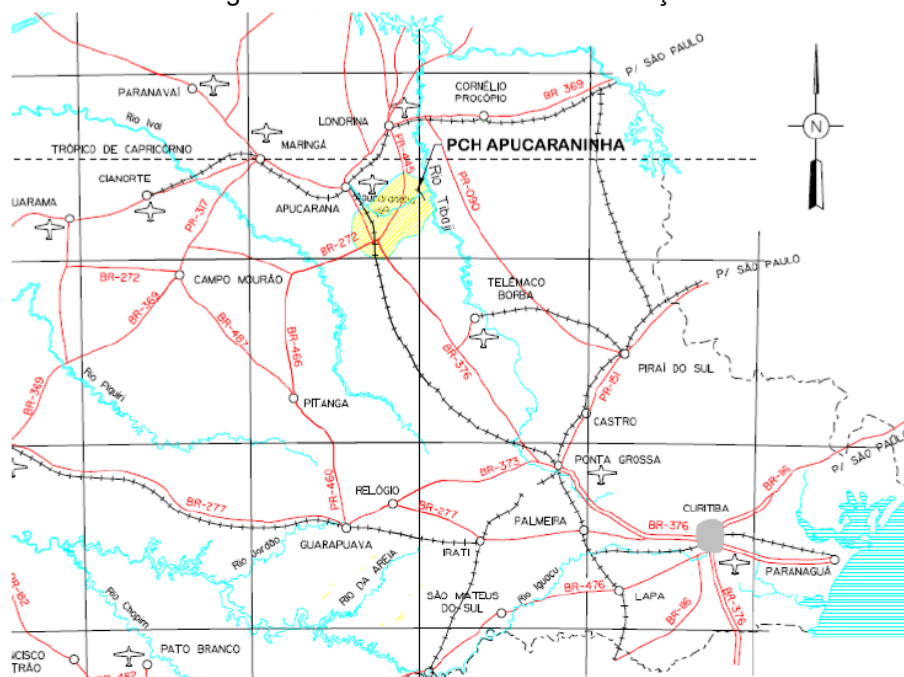 P/ SÃO PAULO
PARANAVAÍ
CORNÉLIO
PROCÓPIO
BR 369
Rio Ivaí
LONDRINA
MARINGÁ
TRÓPICO DE CAPRICÓRNIO
PR-445
PCH APUCARANINHA
N
CIANORTE
Rio Tibaji
PR-090
UARAMA
APUCARANA
PR-317
BR-272
BR-272
CAMPO MOURÃO
P/ SÃO PAULO
TELÊMACO
BORBA
BR-369
BR-487
BR-466
BR-376
PIRAÍ DO SUL
Rio Piquiri
PR-151
BR-369
PITANGA
CASTRO
PONTA GROSSA
P/ SÃO PAULO
BR-116
BR-373
BR-277
PR-460
RELÓGIO
BR-277
CURITIBA
PALMEIRA
BR-376
GUARAPUAVA
Rio Jordão
IRATI
PARANAGUÁ
Rio DA AREIA
Rio Iguaçu
BR-476
SÃO MATEUS
DO-SUL
LAPA
BR-116
BR-376
PR-182
Rio Chopim
PATO BRANCO
NCISCO
TRÃO